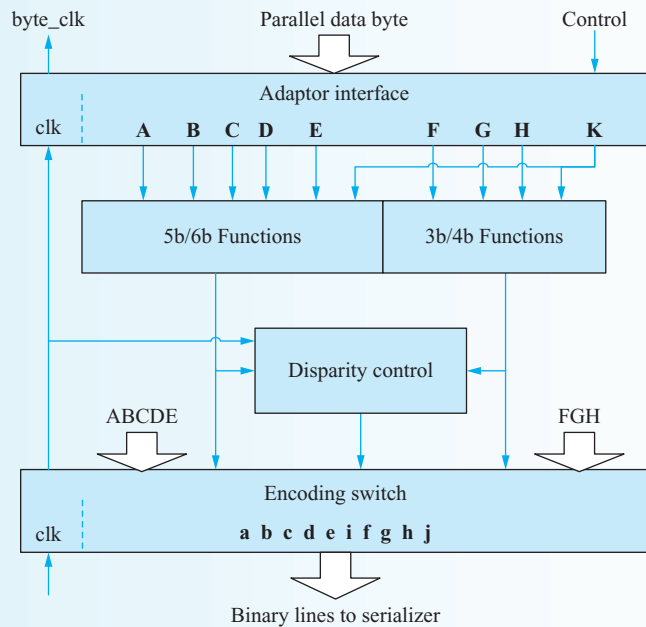 byte_clk Parallel data byte Control
Adaptor interface
clk A B C D E F G H K
5b/6b Functions 3b/4b Functions
Disparity control
ABCDE FGH
Encoding switch
clk a b c d e i f g h j
Binary lines to serializer